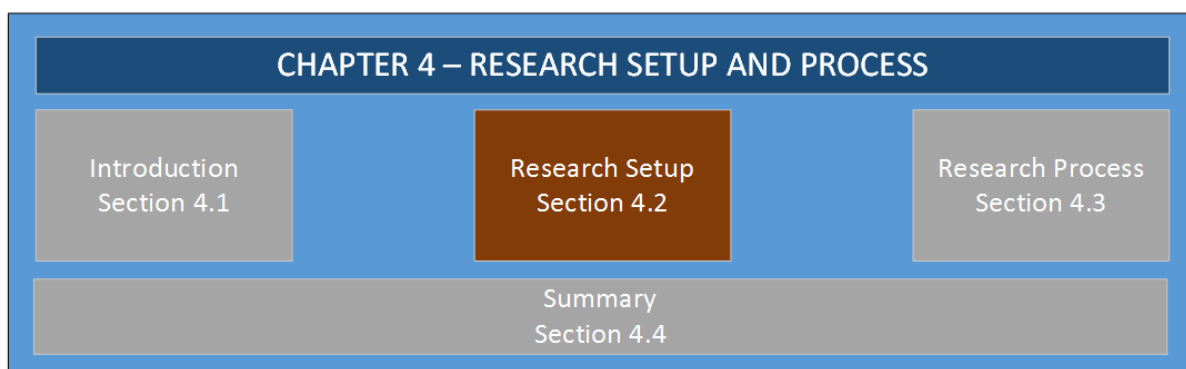 CHAPTER 4 – RESEARCH SETUP AND PROCESS
Introduction
Section 4.1
Research Setup
Section 4.2
Research Process
Section 4.3
Summary
Section 4.4